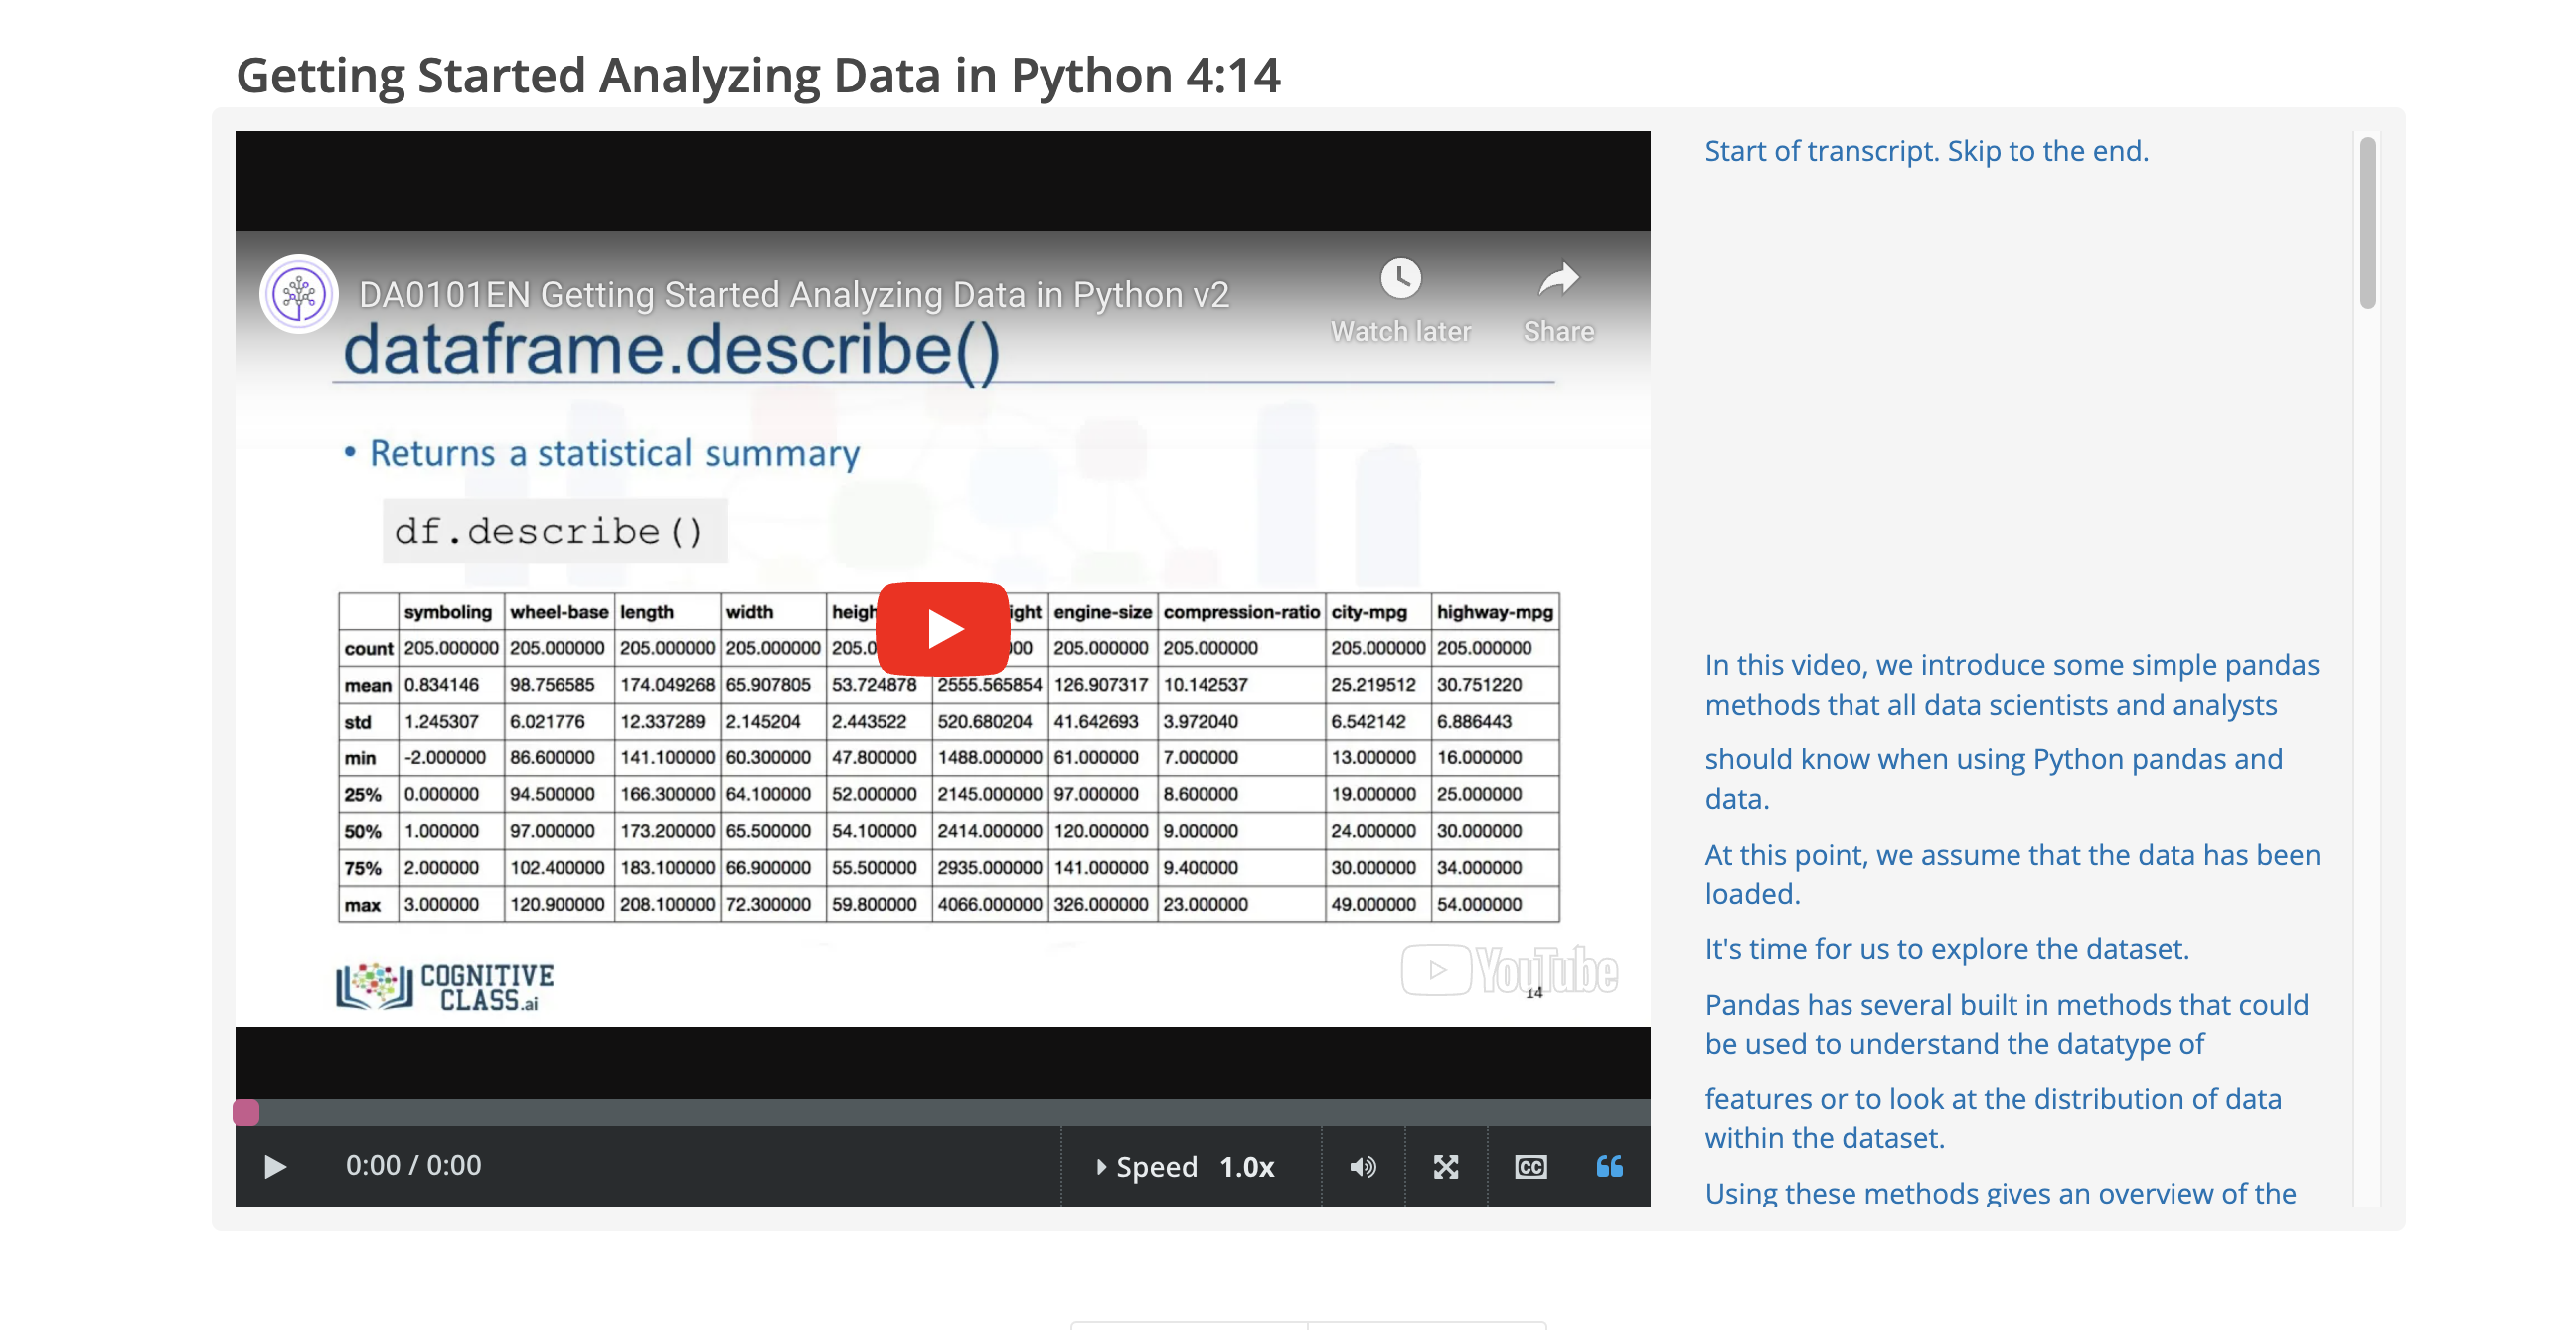 Getting Started Analyzing Data in Python 4:14
DA0101EN Getting Started Analyzing Data in Python v2
Watch later
Share
dataframe.describe()
• Returns a statistical summary
df.describe()
symboling wheel-base length width engine-size compression-ratio city-mpg highway-mpg
count 205.000000 205.000000 205.000000 205.000000 205.000000 205.000000 205.000000 205.000000
mean 0.834146 98.756585 174.049268 65.907805 53.724878 2555.565854 126.907317 10.142537 25.219512 30.751220
std 1.245307 6.021776 12.337289 2.145204 2.443522 520.680204 41.642693 3.972040 6.542142 6.886443
min -2.000000 86.600000 141.100000 60.300000 47.800000 1488.000000 61.000000 7.000000 13.000000 16.000000
25% 0.000000 94.500000 166.300000 64.100000 52.000000 2145.000000 97.000000 8.600000 19.000000 25.000000
50% 1.000000 97.000000 173.200000 65.500000 54.100000 2414.000000 120.000000 9.000000 24.000000 30.000000
75% 2.000000 102.400000 183.100000 66.900000 55.500000 2935.000000 141.000000 9.400000 30.000000 34.000000
max 3.000000 120.900000 208.100000 72.300000 59.800000 4066.000000 326.000000 23.000000 49.000000 54.000000
COGNITIVE
CLASS.ai
YouTube
14
0:00 / 0:00
Speed 1.0x
CC
Start of transcript. Skip to the end.
In this video, we introduce some simple pandas
methods that all data scientists and analysts
should know when using Python pandas and
data.
At this point, we assume that the data has been
loaded.
It's time for us to explore the dataset.
Pandas has several built in methods that could
be used to understand the datatype of
features or to look at the distribution of data
within the dataset.
Using these methods gives an overview of the